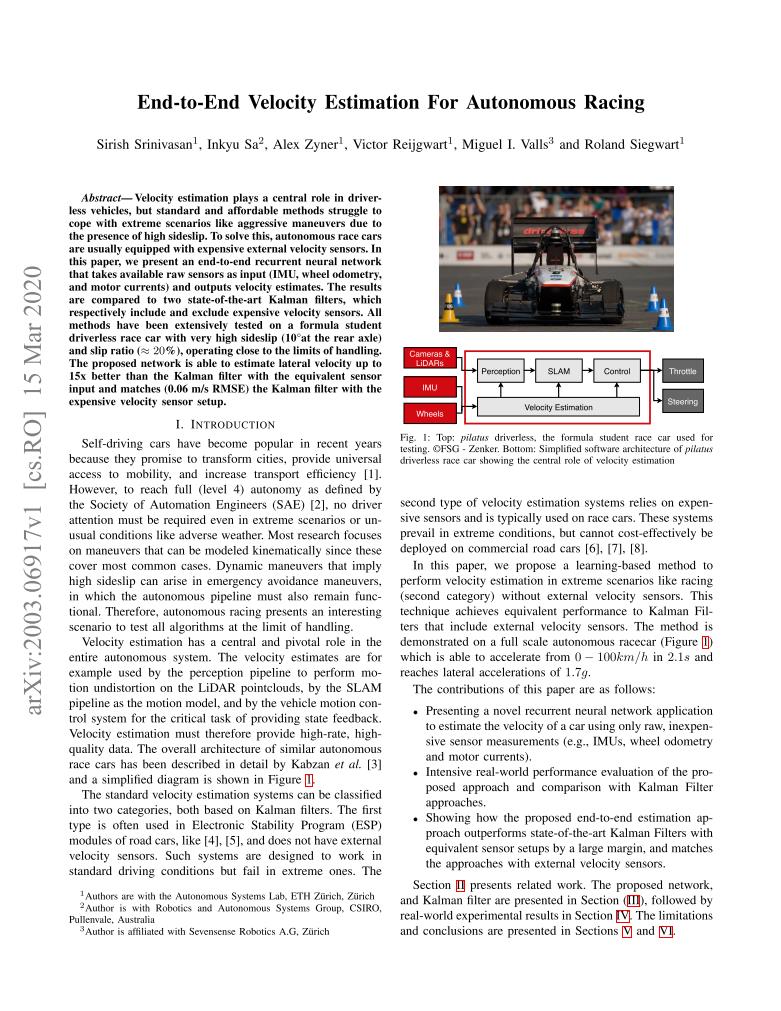 End-to-End Velocity Estimation For Autonomous Racing
Sirish Srinivasan1, Inkyu Sa2, Alex Zyner1, Victor Reijgwart1, Miguel I. Valls3 and Roland Siegwart1
arXiv:2003.06917v1 [cs.RO] 15 Mar 2020
Abstract— Velocity estimation plays a central role in driver-
less vehicles, but standard and affordable methods struggle to
cope with extreme scenarios like aggressive maneuvers due to
the presence of high sideslip. To solve this, autonomous race cars
are usually equipped with expensive external velocity sensors. In
this paper, we present an end-to-end recurrent neural network
that takes available raw sensors as input (IMU, wheel odometry,
and motor currents) and outputs velocity estimates. The results
are compared to two state-of-the-art Kalman filters, which
respectively include and exclude expensive velocity sensors. All
methods have been extensively tested on a formula student
driverless race car with very high sideslip (10°at the rear axle)
and slip ratio (≈ 20%), operating close to the limits of handling.
The proposed network is able to estimate lateral velocity up to
15x better than the Kalman filter with the equivalent sensor
input and matches (0.06 m/s RMSE) the Kalman filter with the
expensive velocity sensor setup.
I. INTRODUCTION
Self-driving cars have become popular in recent years
because they promise to transform cities, provide universal
access to mobility, and increase transport efficiency [1].
However, to reach full (level 4) autonomy as defined by
the Society of Automation Engineers (SAE) [2], no driver
attention must be required even in extreme scenarios or un-
usual conditions like adverse weather. Most research focuses
on maneuvers that can be modeled kinematically since these
cover most common cases. Dynamic maneuvers that imply
high sideslip can arise in emergency avoidance maneuvers,
in which the autonomous pipeline must also remain func-
tional. Therefore, autonomous racing presents an interesting
scenario to test all algorithms at the limit of handling.
Velocity estimation has a central and pivotal role in the
entire autonomous system. The velocity estimates are for
example used by the perception pipeline to perform mo-
tion undistortion on the LiDAR pointclouds, by the SLAM
pipeline as the motion model, and by the vehicle motion con-
trol system for the critical task of providing state feedback.
Velocity estimation must therefore provide high-rate, high-
quality data. The overall architecture of similar autonomous
race cars has been described in detail by Kabzan et al. [3]
and a simplified diagram is shown in Figure 1.
The standard velocity estimation systems can be classified
into two categories, both based on Kalman filters. The first
type is often used in Electronic Stability Program (ESP)
modules of road cars, like [4], [5], and does not have external
velocity sensors. Such systems are designed to work in
standard driving conditions but fail in extreme ones. The
1Authors are with the Autonomous Systems Lab, ETH Zürich, Zürich
2Author is with Robotics and Autonomous Systems Group, CSIRO,
Pullenvale, Australia
3Author is affiliated with Sevensense Robotics A.G, Zürich
driverless
Cameras &
LiDARs
IMU
Wheels
Perception
SLAM
Control
Velocity Estimation
Throttle
Steering
Fig. 1: Top: pilatus driverless, the formula student race car used for
testing. ©FSG - Zenker. Bottom: Simplified software architecture of pilatus
driverless race car showing the central role of velocity estimation
second type of velocity estimation systems relies on expen-
sive sensors and is typically used on race cars. These systems
prevail in extreme conditions, but cannot cost-effectively be
deployed on commercial road cars [6], [7], [8].
In this paper, we propose a learning-based method to
perform velocity estimation in extreme scenarios like racing
(second category) without external velocity sensors. This
technique achieves equivalent performance to Kalman Fil-
ters that include external velocity sensors. The method is
demonstrated on a full scale autonomous racecar (Figure 1)
which is able to accelerate from 0 − 100km/h in 2.1s and
reaches lateral accelerations of 1.7g.
The contributions of this paper are as follows:
• Presenting a novel recurrent neural network application
to estimate the velocity of a car using only raw, inexpen-
sive sensor measurements (e.g., IMUs, wheel odometry
and motor currents).
• Intensive real-world performance evaluation of the pro-
posed approach and comparison with Kalman Filter
approaches.
• Showing how the proposed end-to-end estimation ap-
proach outperforms state-of-the-art Kalman Filters with
equivalent sensor setups by a large margin, and matches
the approaches with external velocity sensors.
Section II presents related work. The proposed network,
and Kalman filter are presented in Section (III), followed by
real-world experimental results in Section IV. The limitations
and conclusions are presented in Sections V and VI.